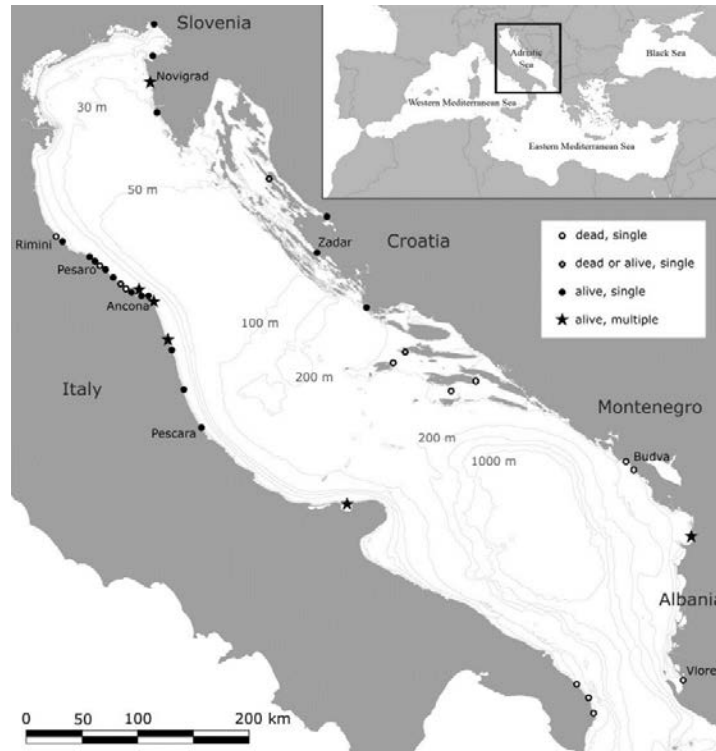 Slovenia
Novigrad
30 m
50 m
Adriatic
Sea
Black Sea
Western Mediterranean Sea
Eastern Mediterranean Sea
Rimini
Pesaro
Ancona
Zadar
Croatia
dead, single
dead or alive, single
alive, single
alive, multiple
100 m
200 m
Italy
Pescara
200 m
1000 m
Montenegro
Budva
Albania
Vlore
0 50 100 200 km